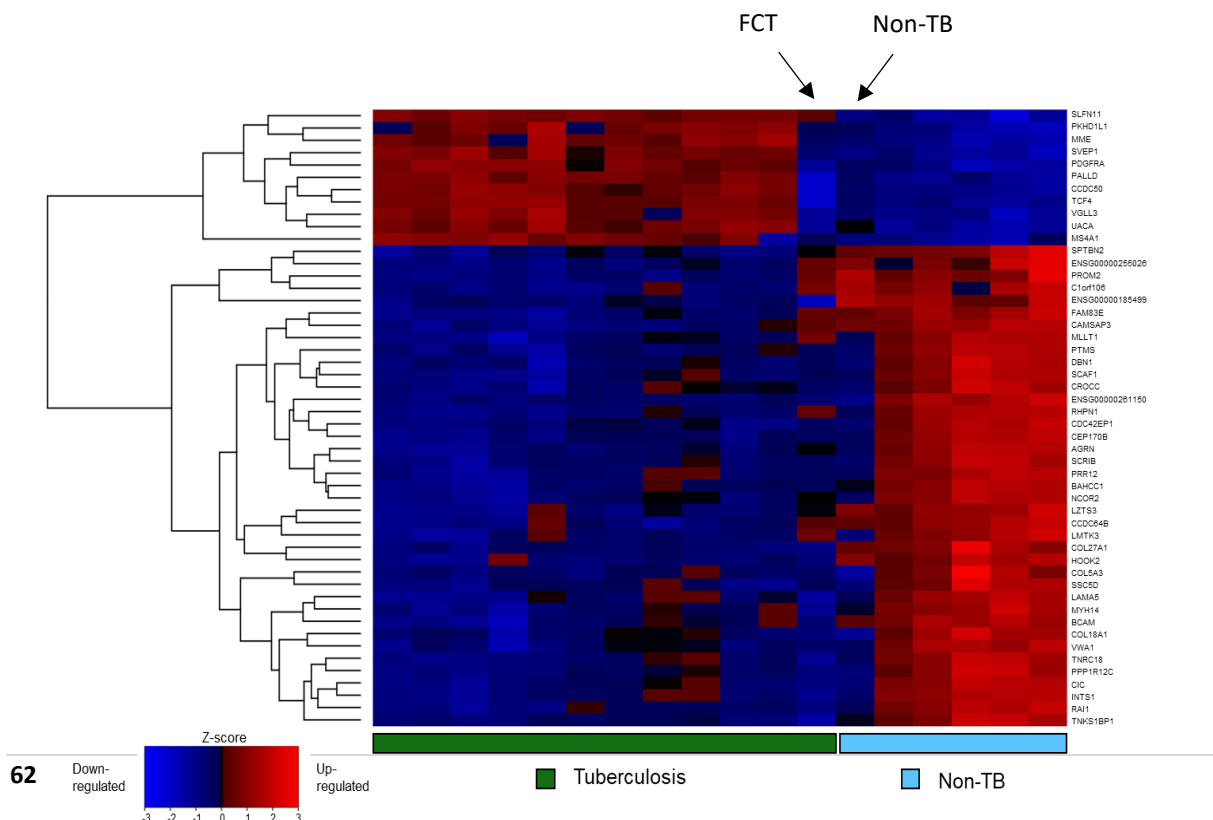 FCT Non-TB
SLFN11
PKHD1L1
MME
SVEP1
PDGFRA
PALLD
CCDC50
TCF4
VGLL3
UACA
MS4A1
SPTBN2
ENSG00000255026
PROM2
C1orf106
ENSG00000185499
FAM83E
CAMSAP3
MLLT1
PTMS
DBN1
SCAF1
CROCC
ENSG00000261150
RHPN1
CDC42EP1
CEP170B
AGRN
SCRIB
PRR12
BAHCC1
NCOR2
LZTS3
CCDC64B
LMTK3
COL27A1
HOOK2
COL5A3
SSC5D
LAMA5
MYH14
BCAM
COL18A1
VWA1
TNRC18
PPP1R12C
CIC
INTS1
RAI1
TNKS1BP1
Z-score
62
Down-
regulated
Up-
regulated
-3 -2 -1 0 1 2 3
Tuberculosis
Non-TB